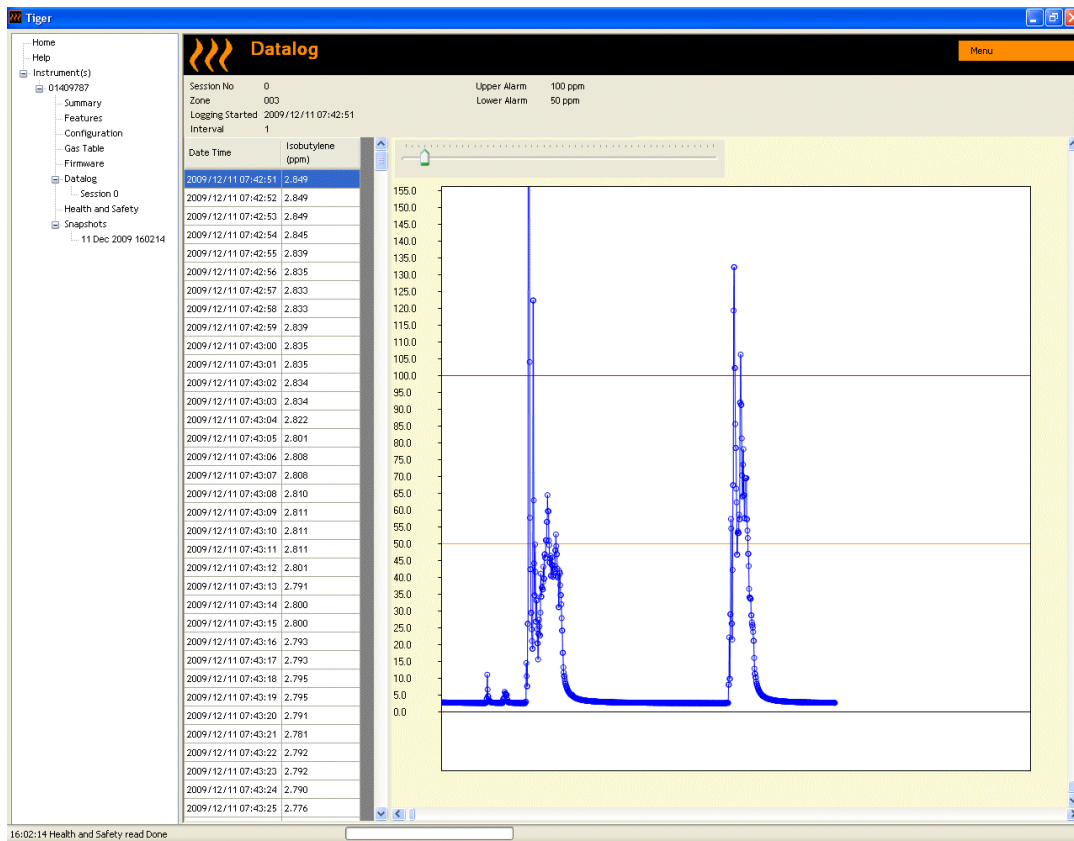 Tiger
Home
Help
Instrument(s)
01409787
Summary
Features
Configuration
Gas Table
Firmware
Datalog
Session 0
Health and Safety
Snapshots
11 Dec 2009 160214
Datalog
Menu
Session No 0 Upper Alarm 100 ppm
Zone 003 Lower Alarm 50 ppm
Logging Started 2009/12/11 07:42:51
Interval 1
Date Time Isobutylene (ppm)
2009/12/11 07:42:51 2.849
2009/12/11 07:42:52 2.849
2009/12/11 07:42:53 2.849
2009/12/11 07:42:54 2.845
2009/12/11 07:42:55 2.839
2009/12/11 07:42:56 2.835
2009/12/11 07:42:57 2.833
2009/12/11 07:42:58 2.833
2009/12/11 07:42:59 2.839
2009/12/11 07:43:00 2.835
2009/12/11 07:43:01 2.835
2009/12/11 07:43:02 2.834
2009/12/11 07:43:03 2.834
2009/12/11 07:43:04 2.822
2009/12/11 07:43:05 2.801
2009/12/11 07:43:06 2.808
2009/12/11 07:43:07 2.808
2009/12/11 07:43:08 2.810
2009/12/11 07:43:09 2.811
2009/12/11 07:43:10 2.811
2009/12/11 07:43:11 2.811
2009/12/11 07:43:12 2.801
2009/12/11 07:43:13 2.791
2009/12/11 07:43:14 2.800
2009/12/11 07:43:15 2.800
2009/12/11 07:43:16 2.793
2009/12/11 07:43:17 2.793
2009/12/11 07:43:18 2.795
2009/12/11 07:43:19 2.795
2009/12/11 07:43:20 2.791
2009/12/11 07:43:21 2.781
2009/12/11 07:43:22 2.792
2009/12/11 07:43:23 2.792
2009/12/11 07:43:24 2.790
2009/12/11 07:43:25 2.776
155.0
150.0
145.0
140.0
135.0
130.0
125.0
120.0
115.0
110.0
105.0
100.0
95.0
90.0
85.0
80.0
75.0
70.0
65.0
60.0
55.0
50.0
45.0
40.0
35.0
30.0
25.0
20.0
15.0
10.0
5.0
0.0
16:02:14 Health and Safety read Done